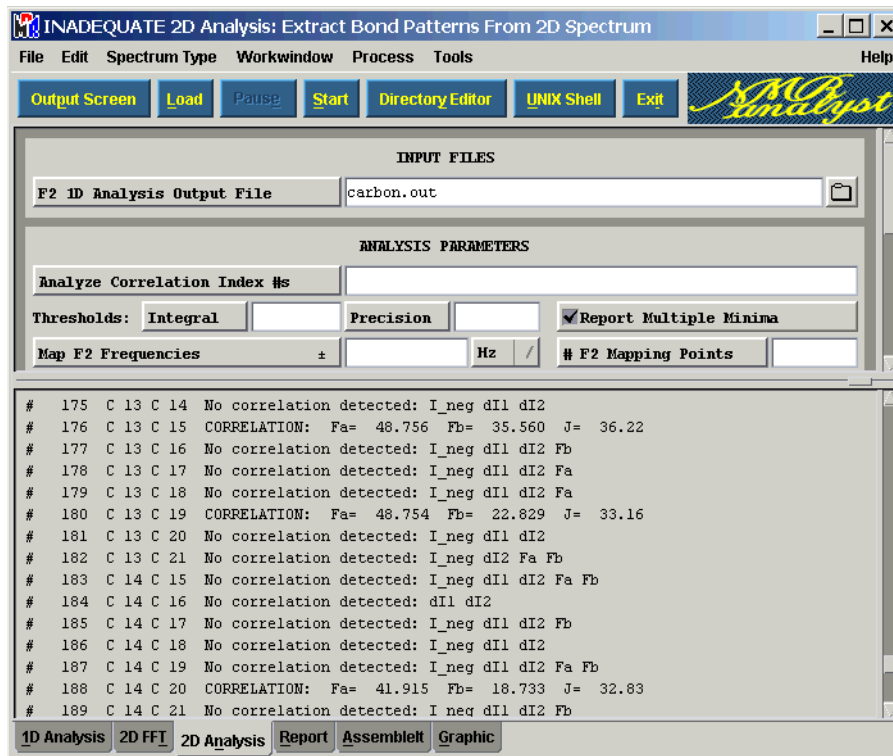 INADEQUATE 2D Analysis: Extract Bond Patterns From 2D Spectrum
File Edit Spectrum Type Workwindow Process Tools Help
Output Screen Load Pause Start Directory Editor UNIX Shell Exit NMR analyst
INPUT FILES
F2 1D Analysis Output File carbon.out
ANALYSIS PARAMETERS
Analyze Correlation Index #s
Thresholds: Integral Precision Report Multiple Minima
Map F2 Frequencies ± Hz / # F2 Mapping Points
# 175 C 13 C 14 No correlation detected: I_neg dI1 dI2
# 176 C 13 C 15 CORRELATION: Fa= 48.756 Fb= 35.560 J= 36.22
# 177 C 13 C 16 No correlation detected: I_neg dI1 dI2 Fb
# 178 C 13 C 17 No correlation detected: I_neg dI1 dI2 Fa
# 179 C 13 C 18 No correlation detected: I_neg dI1 dI2 Fa
# 180 C 13 C 19 CORRELATION: Fa= 48.754 Fb= 22.829 J= 33.16
# 181 C 13 C 20 No correlation detected: I_neg dI1 dI2
# 182 C 13 C 21 No correlation detected: I_neg dI2 Fa Fb
# 183 C 14 C 15 No correlation detected: I_neg dI1 dI2 Fa Fb
# 184 C 14 C 16 No correlation detected: dI1 dI2
# 185 C 14 C 17 No correlation detected: I_neg dI1 dI2 Fb
# 186 C 14 C 18 No correlation detected: I_neg dI1 dI2
# 187 C 14 C 19 No correlation detected: I_neg dI1 dI2 Fa Fb
# 188 C 14 C 20 CORRELATION: Fa= 41.915 Fb= 18.733 J= 32.83
# 189 C 14 C 21 No correlation detected: I_neg dI1 dI2 Fb
1D Analysis 2D FFT 2D Analysis Report AssembleIt Graphic